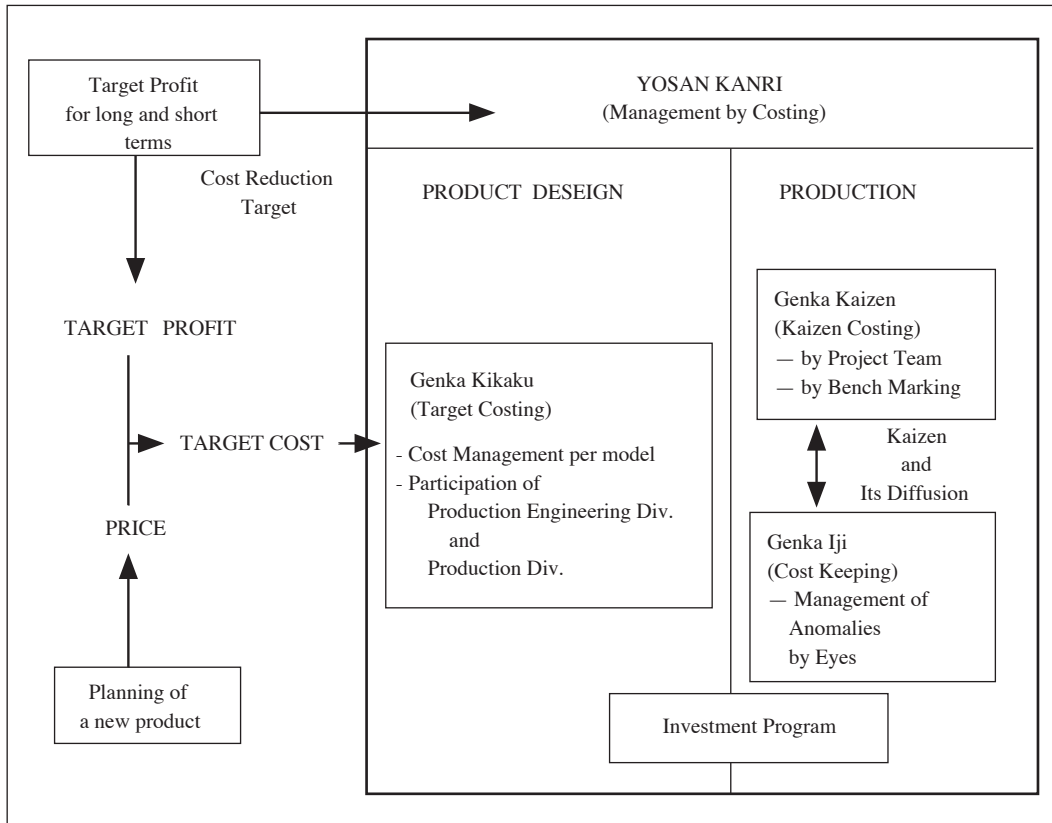 Target Profit
for long and short
terms
Cost Reduction
Target
TARGET PROFIT
TARGET COST
PRICE
Planning of
a new product
YOSAN KANRI
(Management by Costing)
PRODUCT DESEIGN
Genka Kikaku
(Target Costing)
- Cost Management per model
- Participation of
Production Engineering Div.
and
Production Div.
PRODUCTION
Genka Kaizen
(Kaizen Costing)
— by Project Team
— by Bench Marking
Kaizen
and
Its Diffusion
Genka Iji
(Cost Keeping)
— Management of
Anomalies
by Eyes
Investment Program